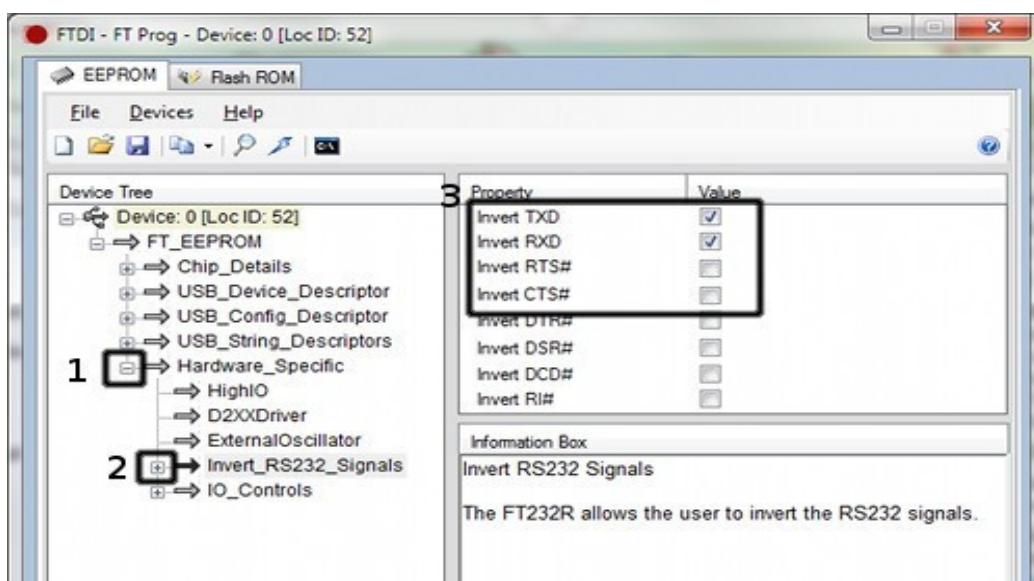 FTDI - FT Prog - Device: 0 [Loc ID: 52]
EEPROM Flash ROM
File Devices Help
C:\
Device Tree
Device: 0 [Loc ID: 52]
FT_EEPROM
Chip_Details
USB_Device_Descriptor
USB_Config_Descriptor
USB_String_Descriptors
1 Hardware_Specific
HighIO
D2XXDriver
ExternalOscillator
2 Invert_RS232_Signals
IO_Controls
3 Property Value
Invert TXD
Invert RXD
Invert RTS#
Invert CTS#
Invert DTR#
Invert DSR#
Invert DCD#
Invert RI#
Information Box
Invert RS232 Signals
The FT232R allows the user to invert the RS232 signals.